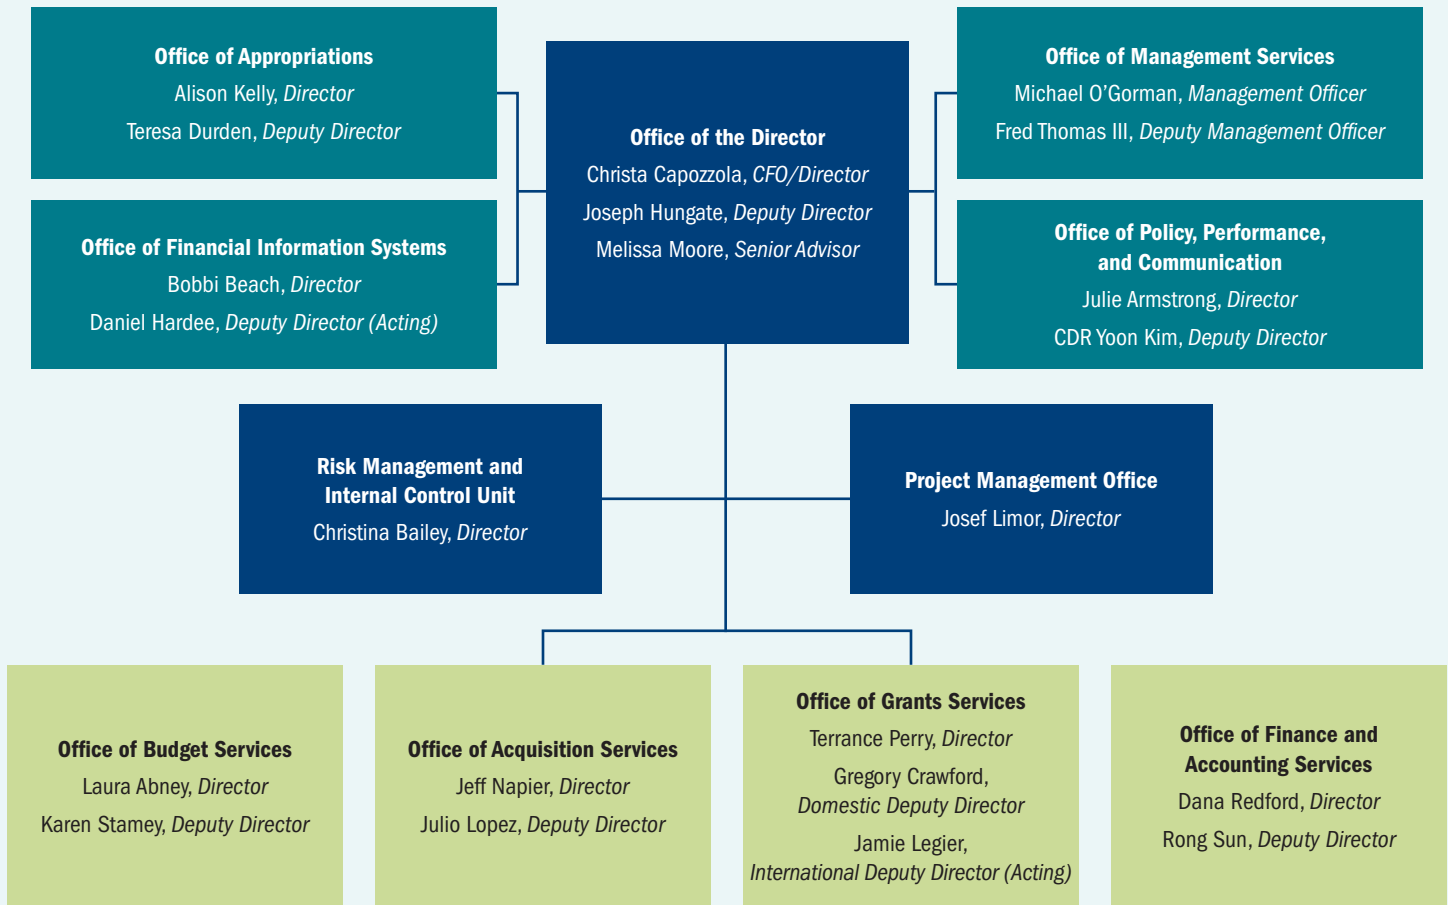 Office of Appropriations
Alison Kelly, Director
Teresa Durden, Deputy Director
Office of Financial Information Systems
Bobbi Beach, Director
Daniel Hardee, Deputy Director (Acting)
Office of the Director
Christa Capozzola, CFO/Director
Joseph Hungate, Deputy Director
Melissa Moore, Senior Advisor
Office of Management Services
Michael O’Gorman, Management Officer
Fred Thomas III, Deputy Management Officer
Office of Policy, Performance,
and Communication
Julie Armstrong, Director
CDR Yoon Kim, Deputy Director
Risk Management and
Internal Control Unit
Christina Bailey, Director
Project Management Office
Josef Limor, Director
Office of Budget Services
Laura Abney, Director
Karen Stamey, Deputy Director
Office of Acquisition Services
Jeff Napier, Director
Julio Lopez, Deputy Director
Office of Grants Services
Terrance Perry, Director
Gregory Crawford,
Domestic Deputy Director
Jamie Legier,
International Deputy Director (Acting)
Office of Finance and
Accounting Services
Dana Redford, Director
Rong Sun, Deputy Director